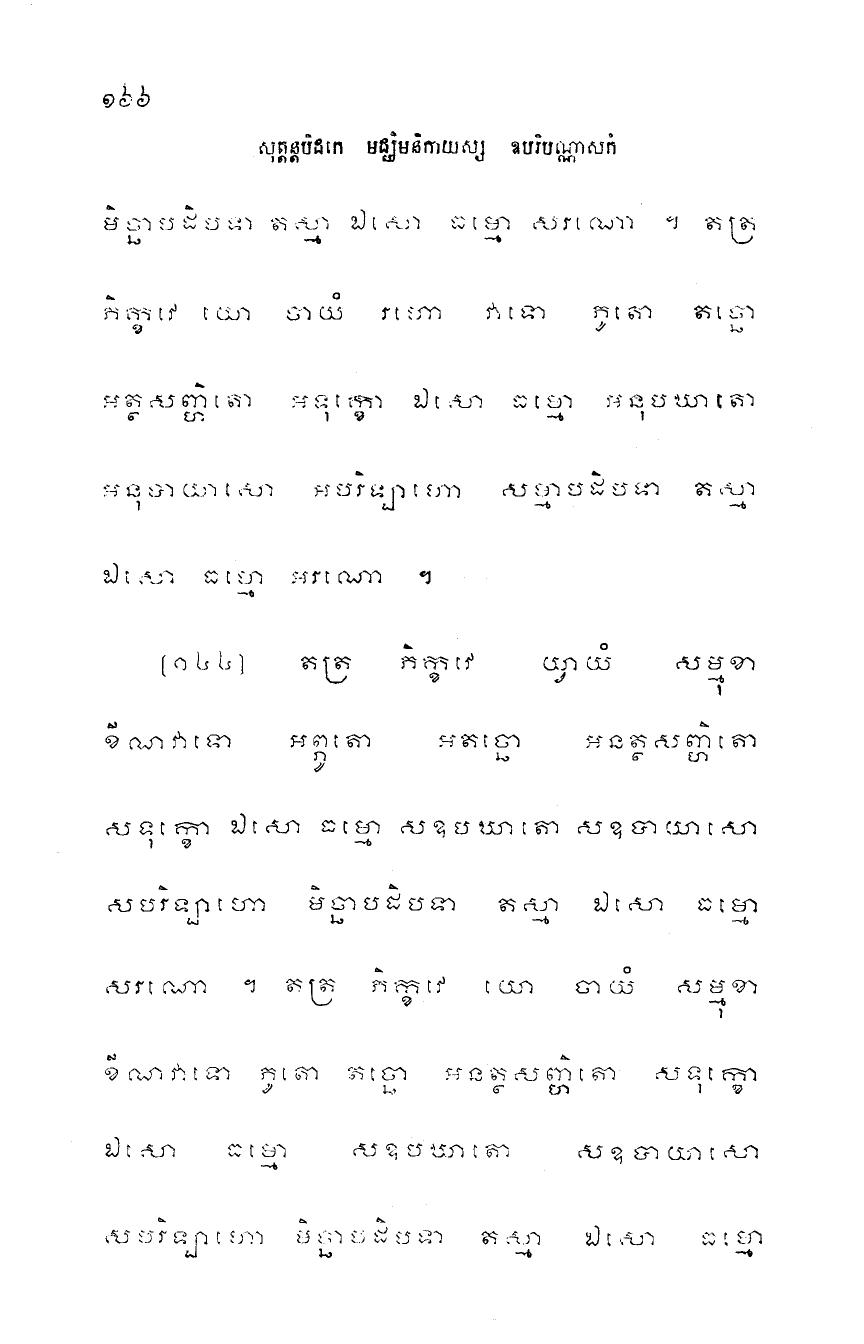 ១៦៦
សុត្តន្តបិដកេ មជ្ឈិមនិកាយស្ស ឧបរិបណ្ណាសកំ
មិច្ឆាបដិបទា តស្មា ឯសោ ធម្មោ សរណោ ។ តត្រ
ភិក្ខវេ យោ ចាយំ រហោ វាទោ ភូតោ តច្ឆោ
អត្ថសញ្ហិតោ អទុក្ខោ ឯសោ ធម្មោ អនុបឃាតោ
អនុបាយាសោ អបរិឡាហោ សម្មាបដិបទា តស្មា
ឯសោ ធម្មោ អរណោ ។
[១៤៤] តត្រ ភិក្ខវេ យ្វាយំ សម្មុខា
ខីណវាទោ អព្ភូតោ អតច្ឆោ អនត្ថសញ្ហិតោ
សទុក្ខោ ឯសោ ធម្មោ សឧបឃាតោ សឧបាយាសោ
សបរិឡាហោ មិច្ឆាបដិបទា តស្មា ឯសោ ធម្មោ
សរណោ ។ តត្រ ភិក្ខវេ យោ ចាយំ សម្មុខា
ខីណវាទោ ភូតោ តច្ឆោ អនត្ថសញ្ហិតោ សទុក្ខោ
ឯសោ ធម្មោ សឧបឃាតោ សឧបាយាសោ
សបរិឡាហោ មិច្ឆាបដិបទា តស្មា ឯសោ ធម្មោ